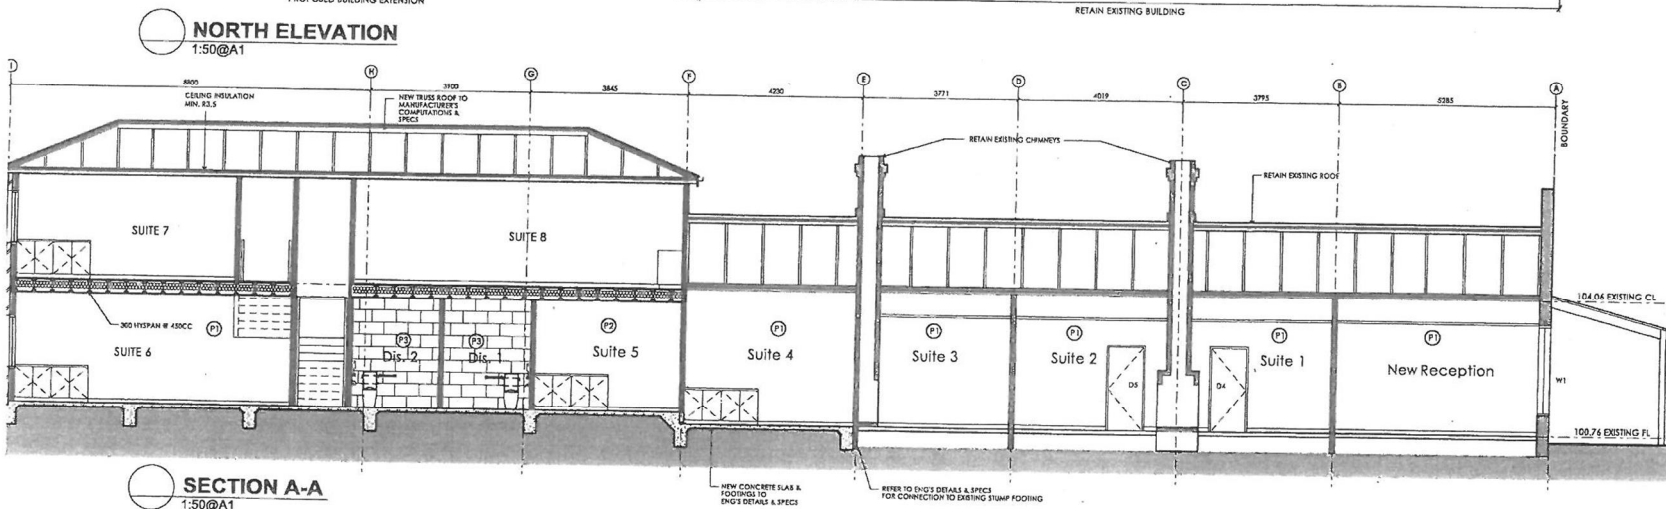 PROPOSED BUILDING EXTENSION
RETAIN EXISTING BUILDING
NORTH ELEVATION
1:50@A1
I
H
G
F
E
D
C
B
A
8800
3900
3845
4230
3771
4019
3795
5285
BOUNDARY
CEILING INSULATION
MIN. R3.5
NEW TRUSS ROOF TO
MANUFACTURER'S
COMPUTATIONS &
SPECS
RETAIN EXISTING CHIMNEYS
RETAIN EXISTING ROOF
SUITE 7
SUITE 8
104.06 EXISTING CL
300 HYSPAN @ 450CC
P1
SUITE 6
P3
Dis. 2
P3
Dis. 1
P2
Suite 5
P1
Suite 4
P1
Suite 3
P1
Suite 2
D5
D4
P1
Suite 1
P1
New Reception
W1
100.76 EXISTING FL
SECTION A-A
1:50@A1
NEW CONCRETE SLAB &
FOOTINGS TO
ENG'S DETAILS & SPECS
REFER TO ENG'S DETAILS & SPECS
FOR CONNECTION TO EXISTING STUMP FOOTING